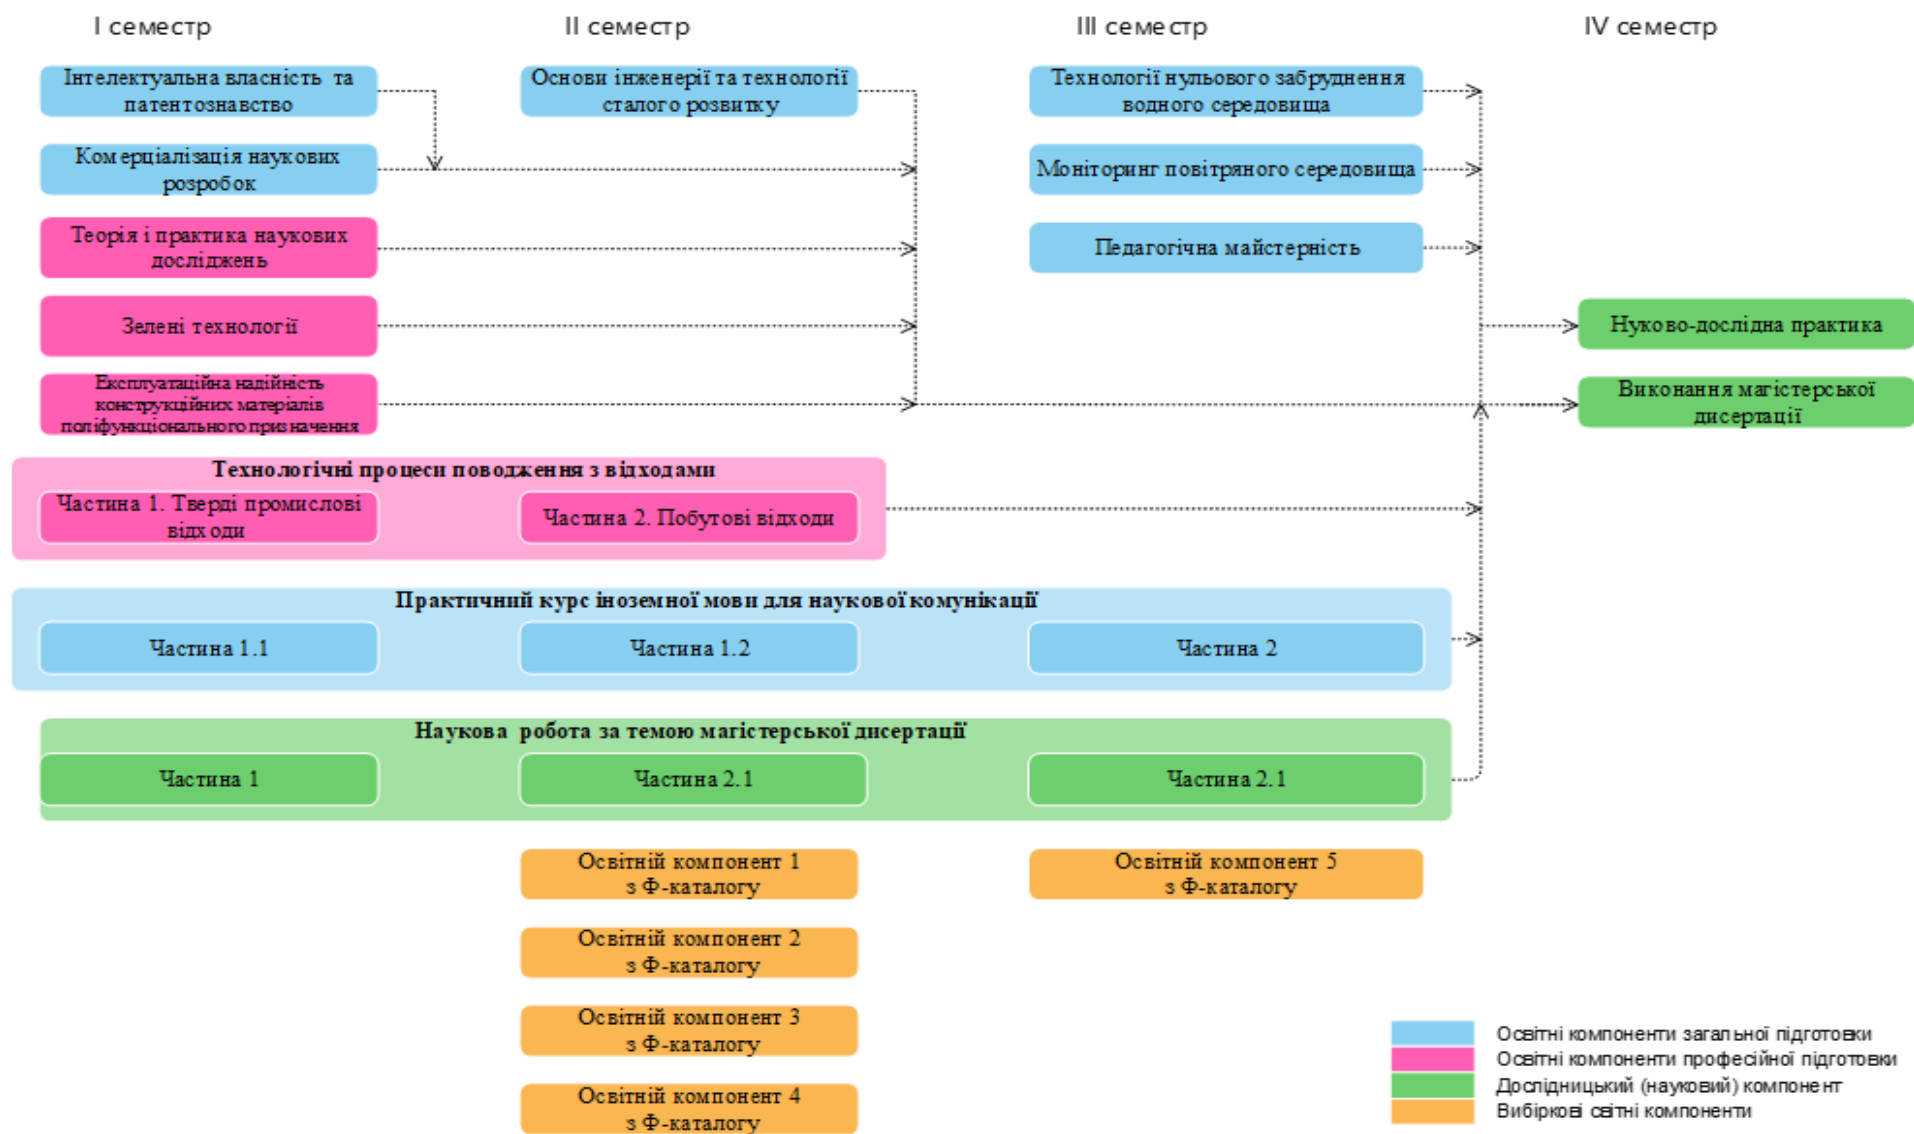 I семестр
II семестр
III семестр
IV семестр
Інтелектуальна власність та
патентознавство
Основи інженерії та технології
сталого розвитку
Технології нульового забруднення
водного середовища
Комерціалізація наукових
розробок
Моніторинг повітряного середовища
Теорія і практика наукових
досліджень
Педагогічна майстерність
Зелені технології
Нуково-дослідна практика
Експлуатаційна надійність
конструкційних матеріалів
поліфункціонального призначення
Виконання магістерської
дисертації
Технологічні процеси поводження з відходами
Частина 1. Тверді промислові
відходи
Частина 2. Побутові відходи
Практичний курс іноземної мови для наукової комунікації
Частина 1.1
Частина 1.2
Частина 2
Наукова робота за темою магістерської дисертації
Частина 1
Частина 2.1
Частина 2.1
Освітній компонент 1
з Ф-каталогу
Освітній компонент 5
з Ф-каталогу
Освітній компонент 2
з Ф-каталогу
Освітній компонент 3
з Ф-каталогу
Освітній компонент 4
з Ф-каталогу
Освітні компоненти загальної підготовки
Освітні компоненти професійної підготовки
Дослідницький (науковий) компонент
Вибіркові світні компоненти